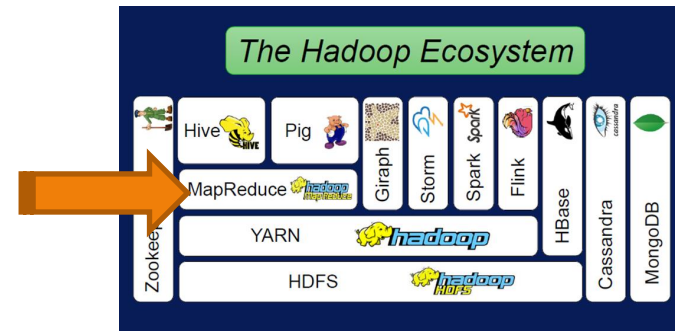 The Hadoop Ecosystem
Hive
HIVE
Pig
MapReduce
hadoop
MapReduce
Giraph
Storm
Spark
Spark
Flink
HBase
cassandra
Cassandra
MongoDB
YARN
hadoop
HDFS
hadoop
HDFS